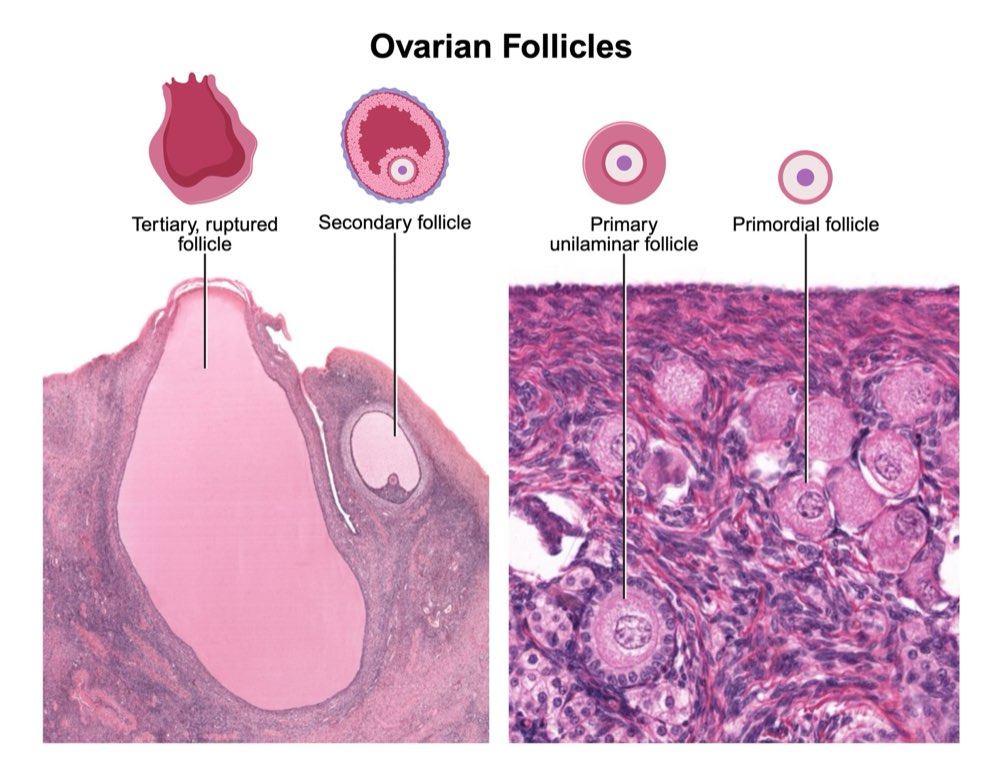 Ovarian Follicles
Tertiary, ruptured
follicle
Secondary follicle
Primary
unilaminar follicle
Primordial follicle